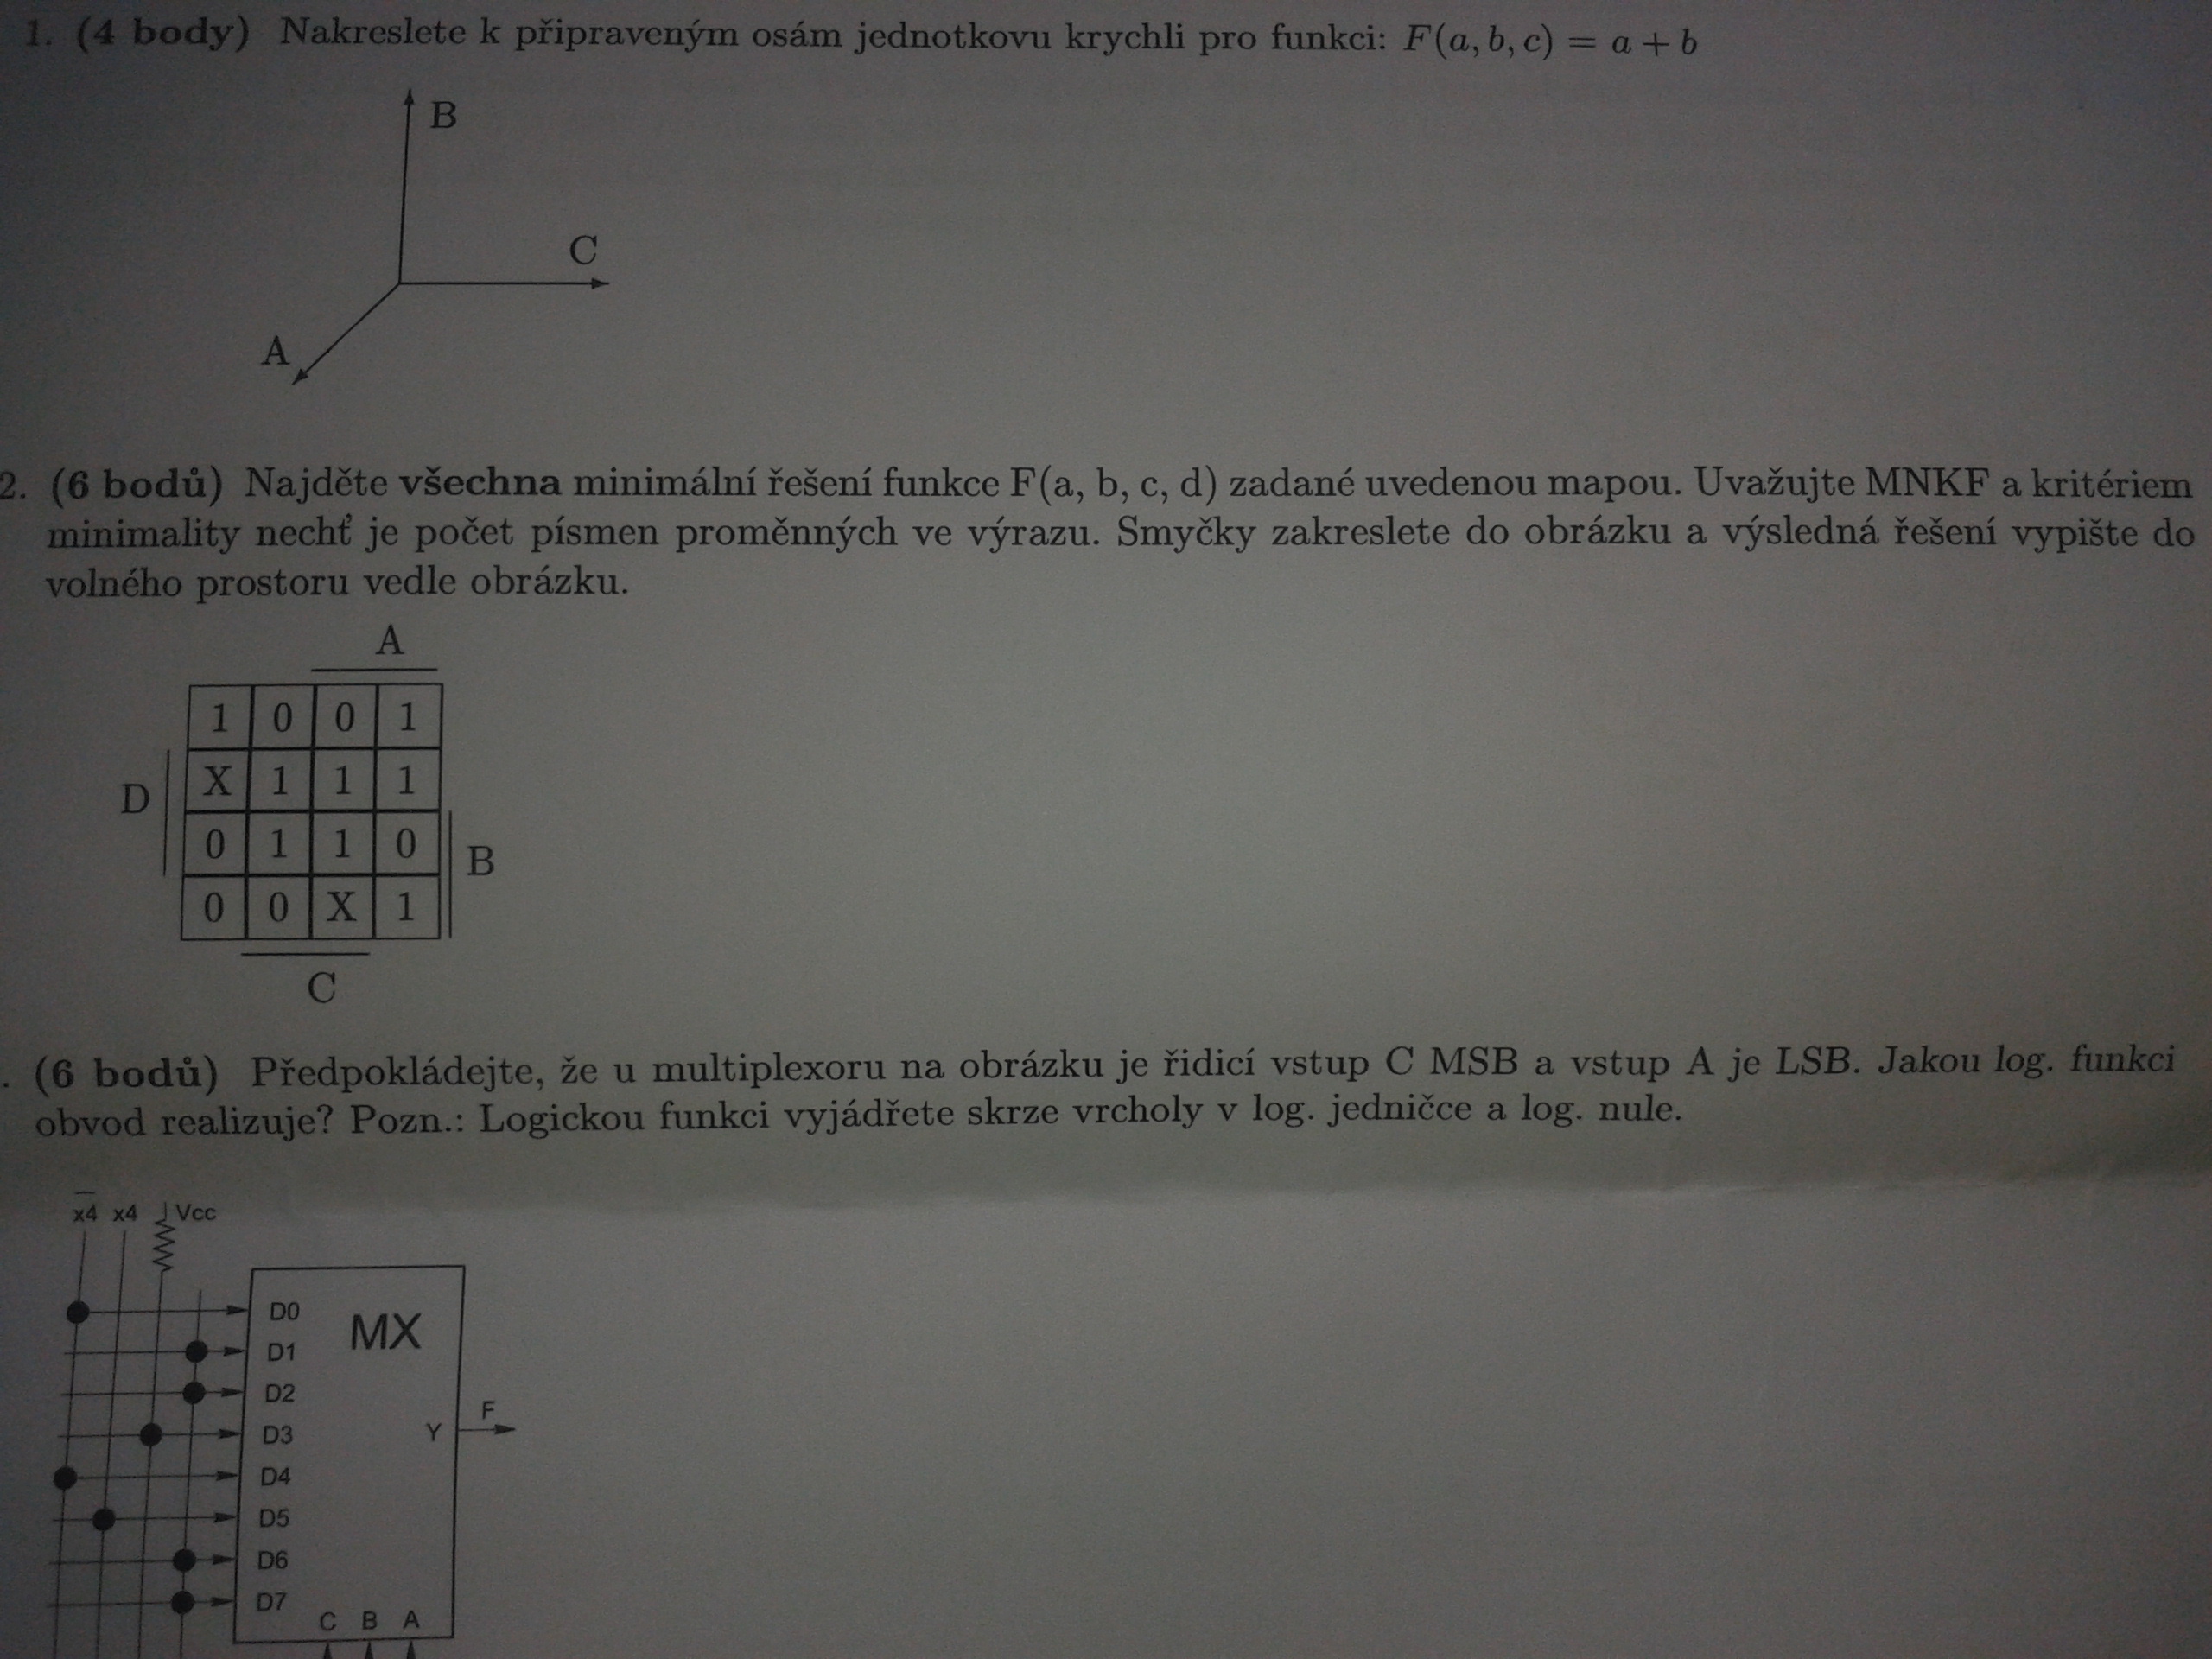 1. (4 body) Nakreslete k připraveným osám jednotkovu krychli pro funkci: F(a, b, c) = a + b
B
C
A
2. (6 bodů) Najděte všechna minimální řešení funkce F(a, b, c, d) zadané uvedenou mapou. Uvažujte MNKF a kritériem
minimality nechť je počet písmen proměnných ve výrazu. Smyčky zakreslete do obrázku a výsledná řešení vypište do
volného prostoru vedle obrázku.
A
1 0 0 1
D X 1 1 1
0 1 1 0 B
0 0 X 1
C
. (6 bodů) Předpokládejte, že u multiplexoru na obrázku je řidicí vstup C MSB a vstup A je LSB. Jakou log. funkci
obvod realizuje? Pozn.: Logickou funkci vyjádřete skrze vrcholy v log. jedničce a log. nule.
x̅4 x4 Vcc
D0
MX
D1
D2
F
D3 Y
D4
D5
D6
D7
C B A